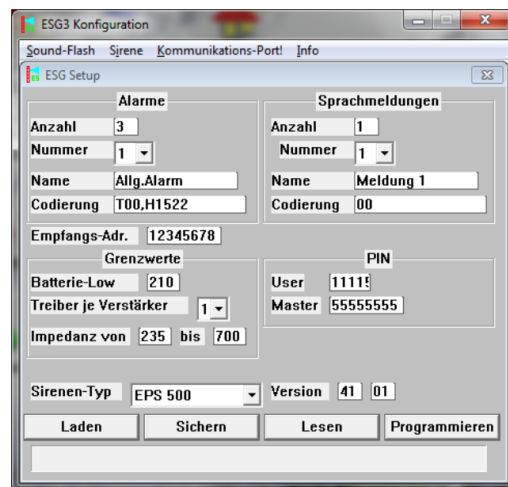 ESG3 Konfiguration
Sound-Flash Sirene Kommunikations-Port! Info
ESG Setup
Alarme
Anzahl 3
Nummer 1
Name Allg.Alarm
Codierung T00,H1522
Sprachmeldungen
Anzahl 1
Nummer 1
Name Meldung 1
Codierung 00
Empfangs-Adr. 12345678
Grenzwerte
Batterie-Low 210
Treiber je Verstärker 1
Impedanz von 235 bis 700
PIN
User 1111
Master 55555555
Sirenen-Typ EPS 500 Version 41 01
Laden Sichern Lesen Programmieren